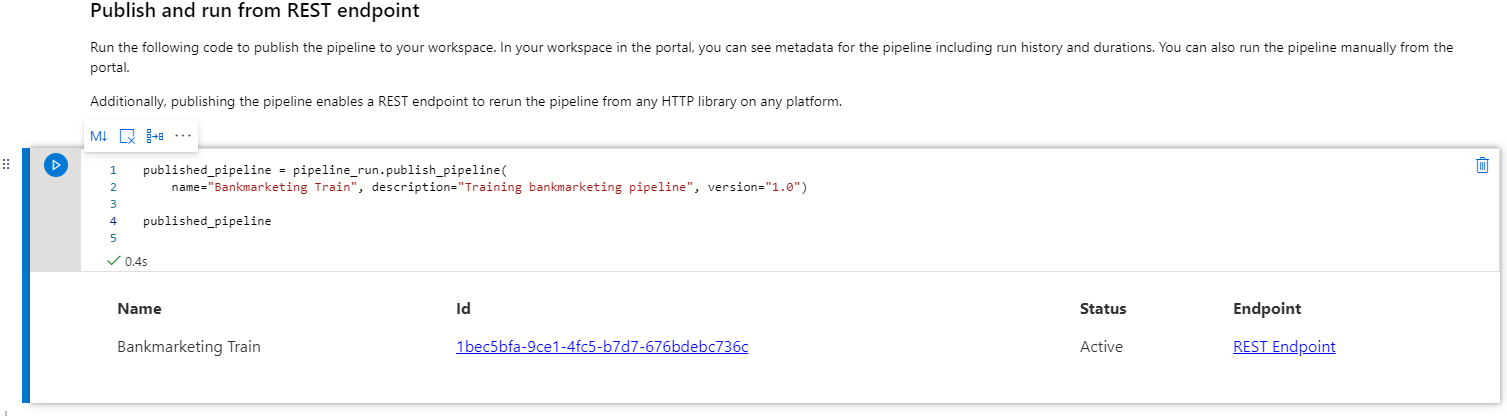 Publish and run from REST endpoint
Run the following code to publish the pipeline to your workspace. In your workspace in the portal, you can see metadata for the pipeline including run history and durations. You can also run the pipeline manually from the
portal.
Additionally, publishing the pipeline enables a REST endpoint to rerun the pipeline from any HTTP library on any platform.
M↓ ···
1 published_pipeline = pipeline_run.publish_pipeline(
2 name="Bankmarketing Train", description="Training bankmarketing pipeline", version="1.0")
3
4 published_pipeline
5
0.4s
Name Id Status Endpoint
Bankmarketing Train 1bec5bfa-9ce1-4fc5-b7d7-676bdebc736c Active REST Endpoint